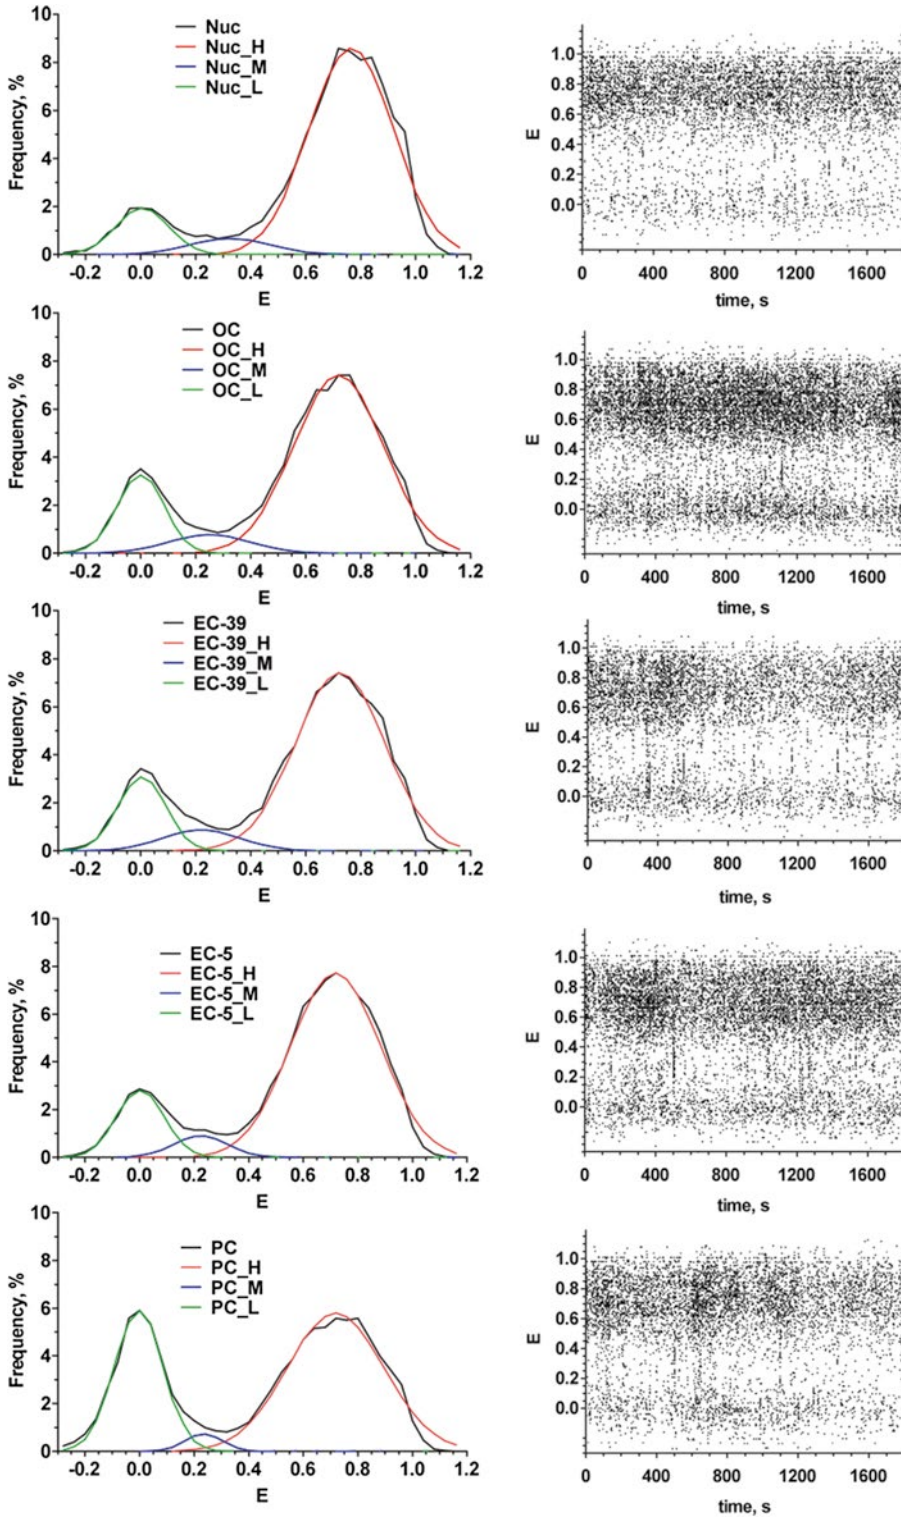 10
8
6
4
2
0
Frequency, %
Nuc
Nuc_H
Nuc_M
Nuc_L
-0.2 0.0 0.2 0.4 0.6 0.8 1.0 1.2
E
1.0
0.8
0.6
0.4
0.2
0.0
E
0 400 800 1200 1600
time, s
10
8
6
4
2
0
Frequency, %
OC
OC_H
OC_M
OC_L
-0.2 0.0 0.2 0.4 0.6 0.8 1.0 1.2
E
1.0
0.8
0.6
0.4
0.2
0.0
E
0 400 800 1200 1600
time, s
10
8
6
4
2
0
Frequency, %
EC-39
EC-39_H
EC-39_M
EC-39_L
-0.2 0.0 0.2 0.4 0.6 0.8 1.0 1.2
E
1.0
0.8
0.6
0.4
0.2
0.0
E
0 400 800 1200 1600
time, s
10
8
6
4
2
0
Frequency, %
EC-5
EC-5_H
EC-5_M
EC-5_L
-0.2 0.0 0.2 0.4 0.6 0.8 1.0 1.2
E
1.0
0.8
0.6
0.4
0.2
0.0
E
0 400 800 1200 1600
time, s
10
8
6
4
2
0
Frequency, %
PC
PC_H
PC_M
PC_L
-0.2 0.0 0.2 0.4 0.6 0.8 1.0 1.2
E
1.0
0.8
0.6
0.4
0.2
0.0
E
0 400 800 1200 1600
time, s